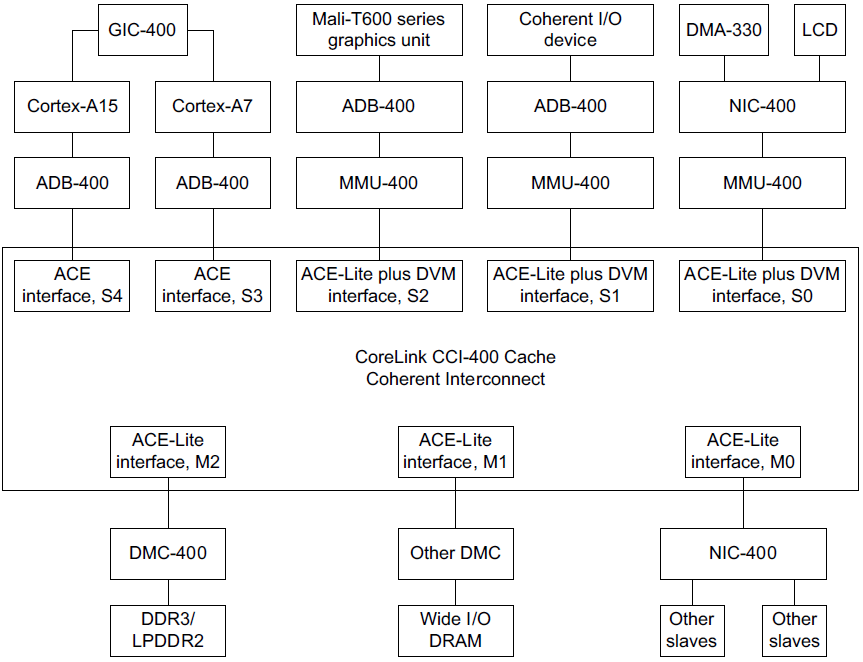 GIC-400
Mali-T600 series
graphics unit
Coherent I/O
device
DMA-330
LCD
Cortex-A15
Cortex-A7
ADB-400
ADB-400
NIC-400
ADB-400
ADB-400
MMU-400
MMU-400
MMU-400
ACE
interface, S4
ACE
interface, S3
ACE-Lite plus DVM
interface, S2
ACE-Lite plus DVM
interface, S1
ACE-Lite plus DVM
interface, S0
CoreLink CCI-400 Cache
Coherent Interconnect
ACE-Lite
interface, M2
ACE-Lite
interface, M1
ACE-Lite
interface, M0
DMC-400
Other DMC
NIC-400
DDR3/
LPDDR2
Wide I/O
DRAM
Other
slaves
Other
slaves